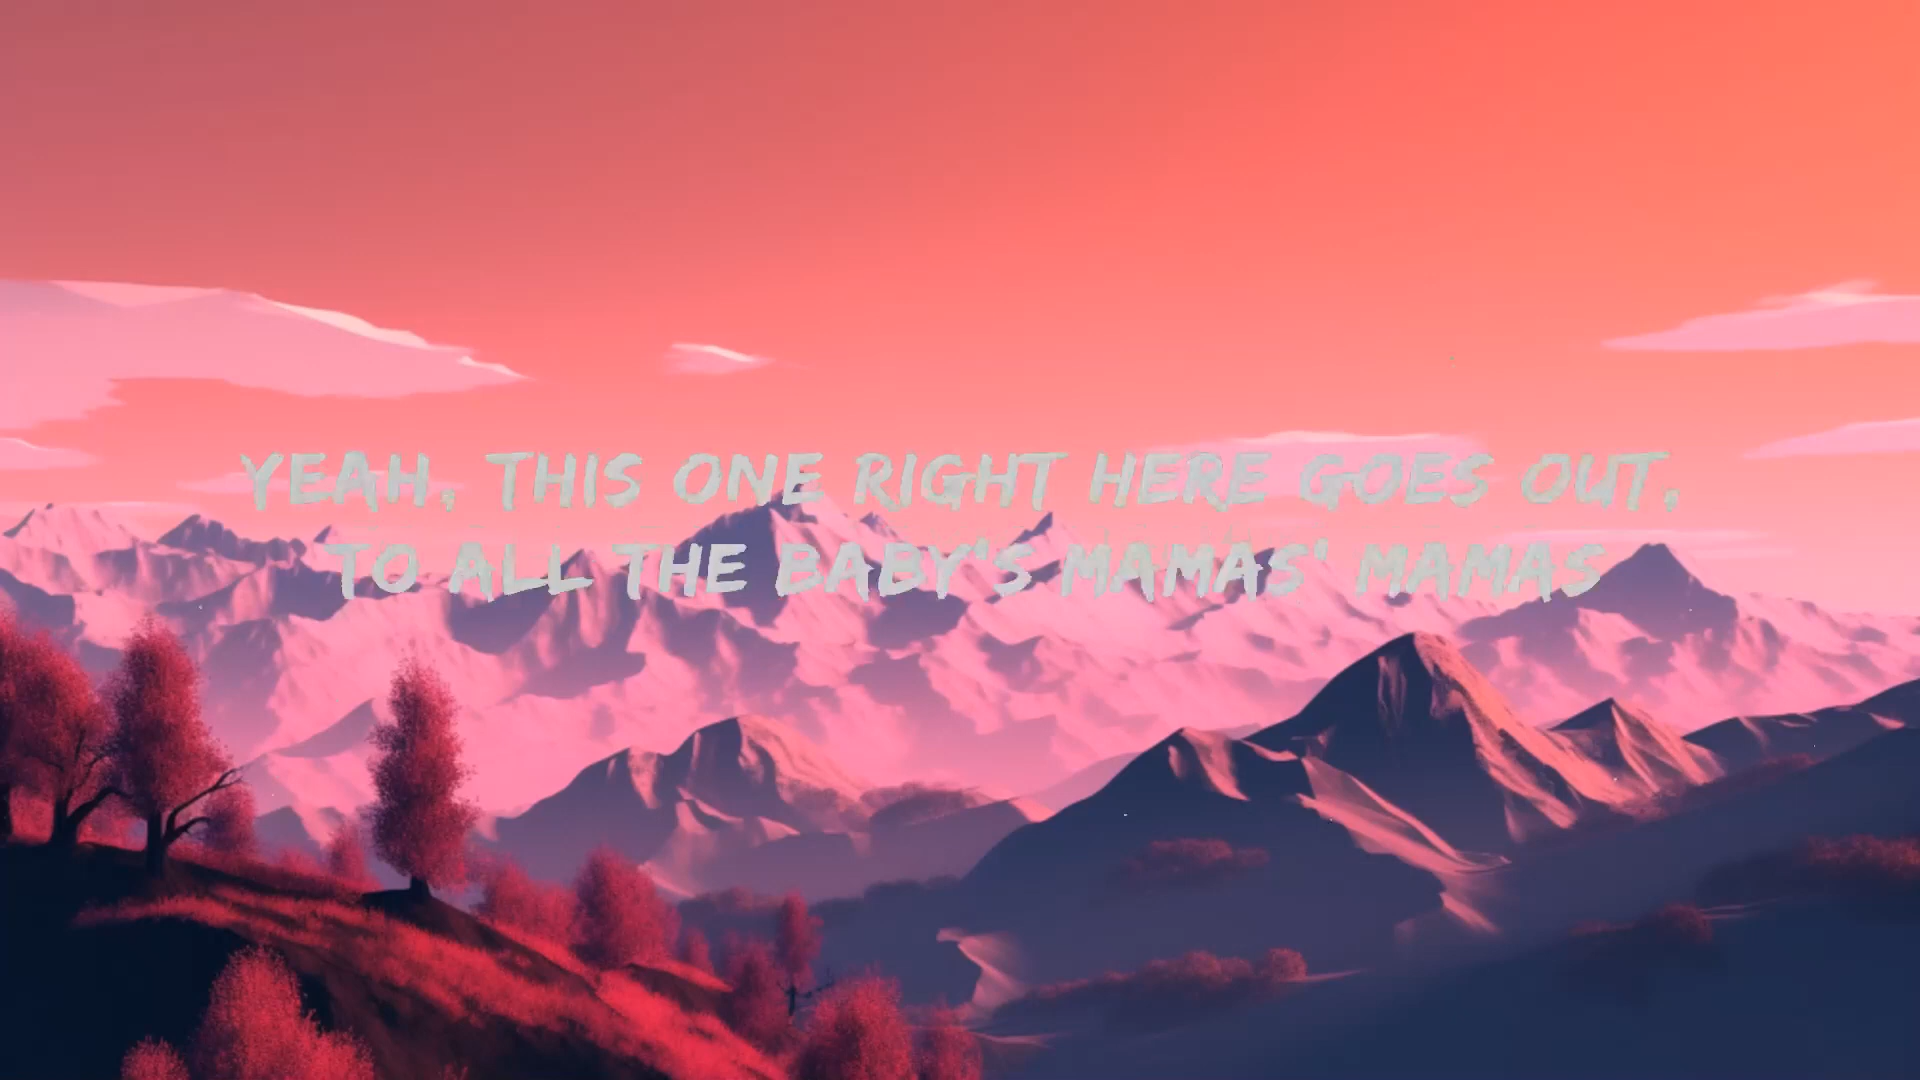 YEAH, THIS ONE RIGHT HERE GOES OUT,
TO ALL THE BABY'S MAMAS' MAMAS